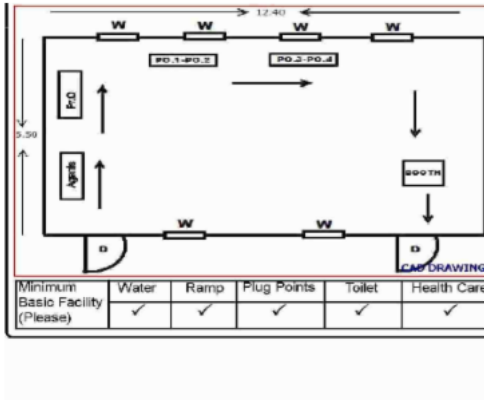 12.40
W W W W
PO.1-PO.2 PO.3-PO.4
Pr.O
5.50
Agents
BOOTH
W W
D D
CAD DRAWING
Minimum Basic Facility (Please) Water Ramp Plug Points Toilet Health Care
✓ ✓ ✓ ✓ ✓